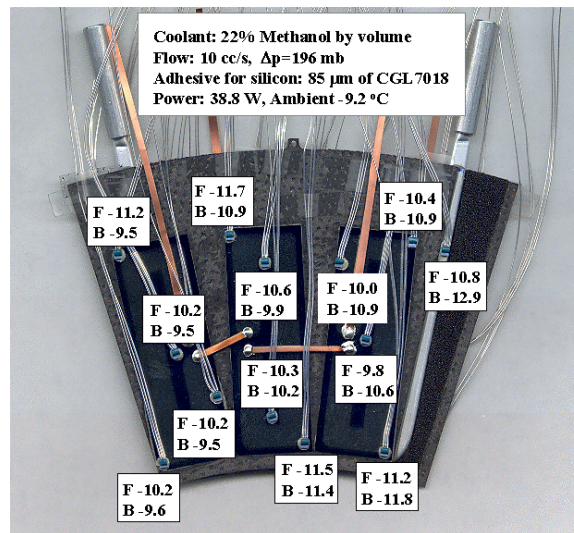 Coolant: 22% Methanol by volume
Flow: 10 cc/s, Δp=196 mb
Adhesive for silicon: 85 μm of CGL7018
Power: 38.8 W, Ambient -9.2 °C
F -11.2
B -9.5
F -11.7
B -10.9
F -10.4
B -10.9
F -10.8
B -12.9
F -10.2
B -9.5
F -10.6
B -9.9
F -10.0
B -10.9
F -10.3
B -10.2
F -9.8
B -10.6
F -10.2
B -9.5
F -10.2
B -9.6
F -11.5
B -11.4
F -11.2
B -11.8